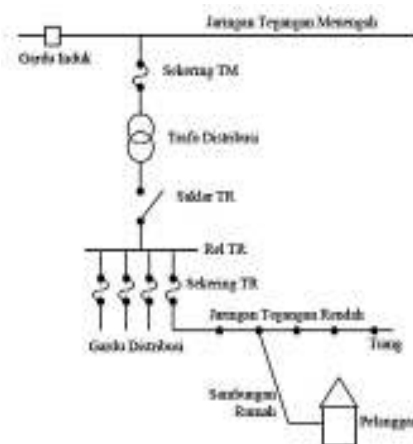 Jaringan Tegangan Menengah
Gardu Induk
Sekering TM
Trafo Distribusi
Saklar TR
Rel TR
Sekering TR
Jaringan Tegangan Rendah
Gardu Distribusi
Tiang
Sambungan
Rumah
Pelanggan